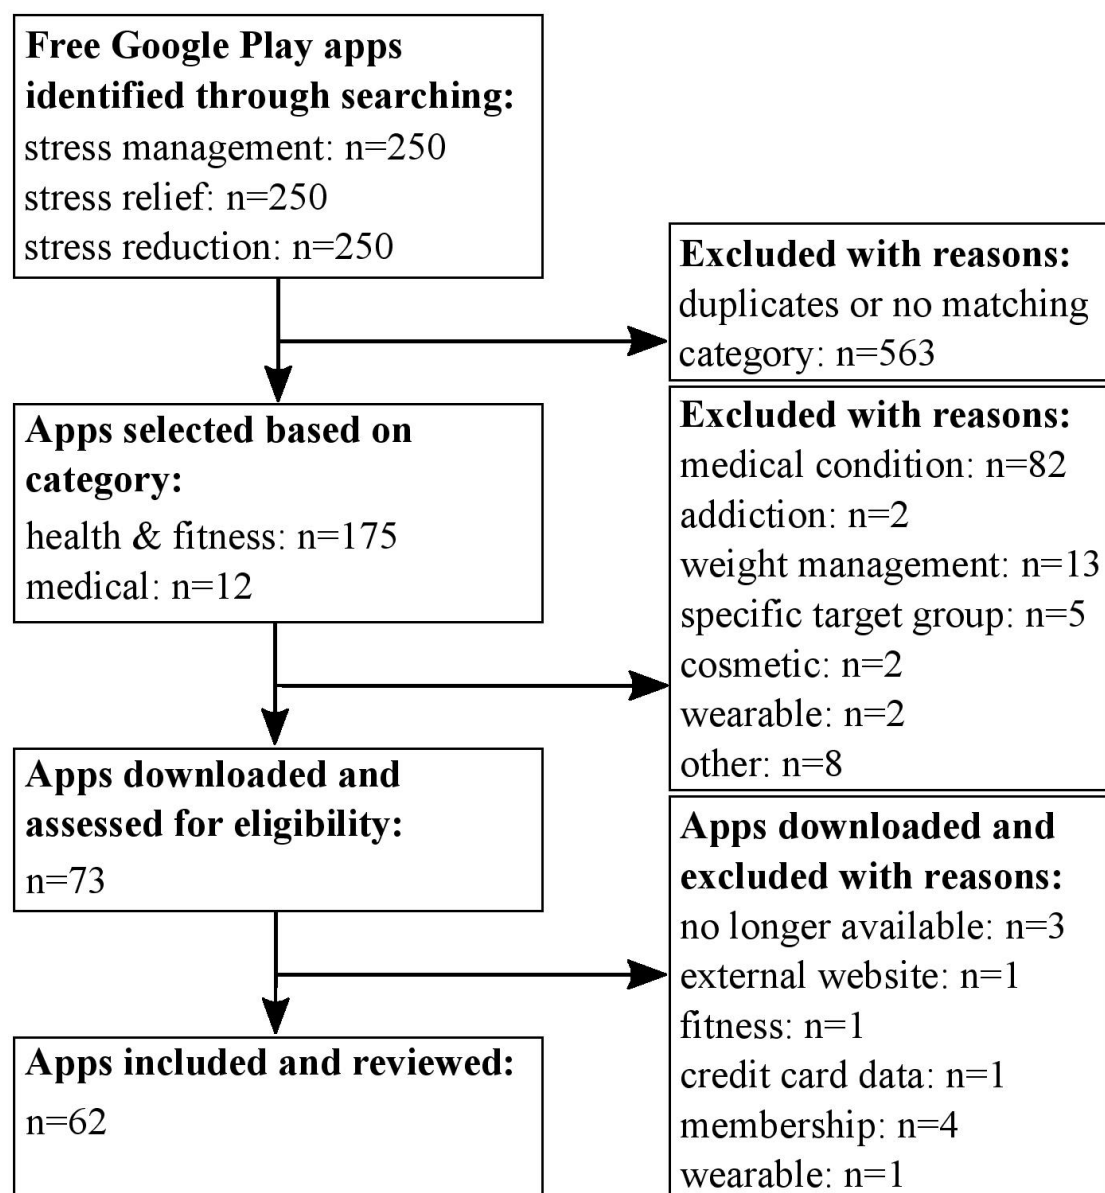 Free Google Play apps
identified through searching:
stress management: n=250
stress relief: n=250
stress reduction: n=250
Excluded with reasons:
duplicates or no matching
category: n=563
Apps selected based on
category:
health & fitness: n=175
medical: n=12
Excluded with reasons:
medical condition: n=82
addiction: n=2
weight management: n=13
specific target group: n=5
cosmetic: n=2
wearable: n=2
other: n=8
Apps downloaded and
assessed for eligibility:
n=73
Apps downloaded and
excluded with reasons:
no longer available: n=3
external website: n=1
fitness: n=1
credit card data: n=1
membership: n=4
wearable: n=1
Apps included and reviewed:
n=62